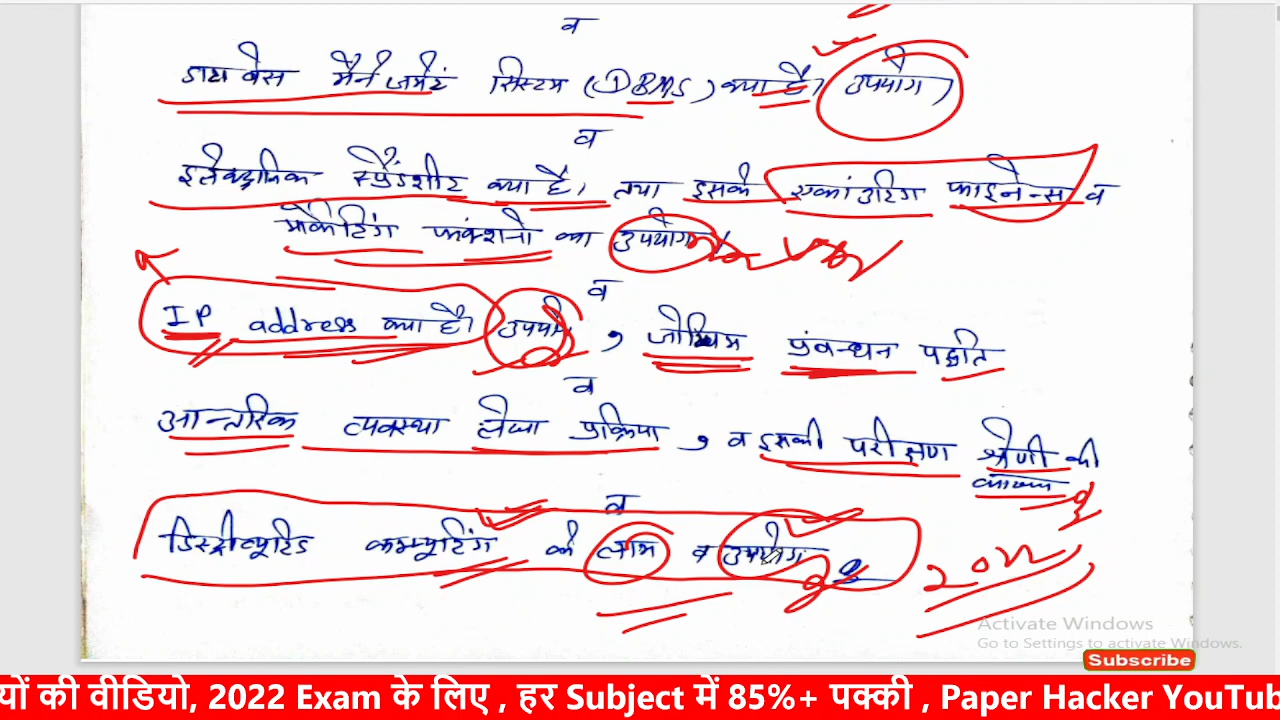 व
डाटा बेस मैनेजमेंट सिस्टम (DBMS) क्या है। उपयोग।
व
इलेक्ट्रानिक स्प्रैडशीट क्या है। तथा इसके एकांउटिंग फाइनेन्स व
मार्केटिंग फंक्शनो का उपयोग।
व
IP address क्या है। उपयोग, जोखिम प्रंबन्धन पद्धति
व
आन्तरिक व्यवस्था लेखा प्रक्रिया, व इसकी परीक्षण श्रेणी की
व
डिस्ट्रीब्यूटिड कम्प्यूटिंग के लाभ व उपयोग
Activate Windows
Go to Settings to activate Windows.
Subscribe
यों की वीडियो, 2022 Exam के लिए , हर Subject में 85%+ पक्की , Paper Hacker YouTub